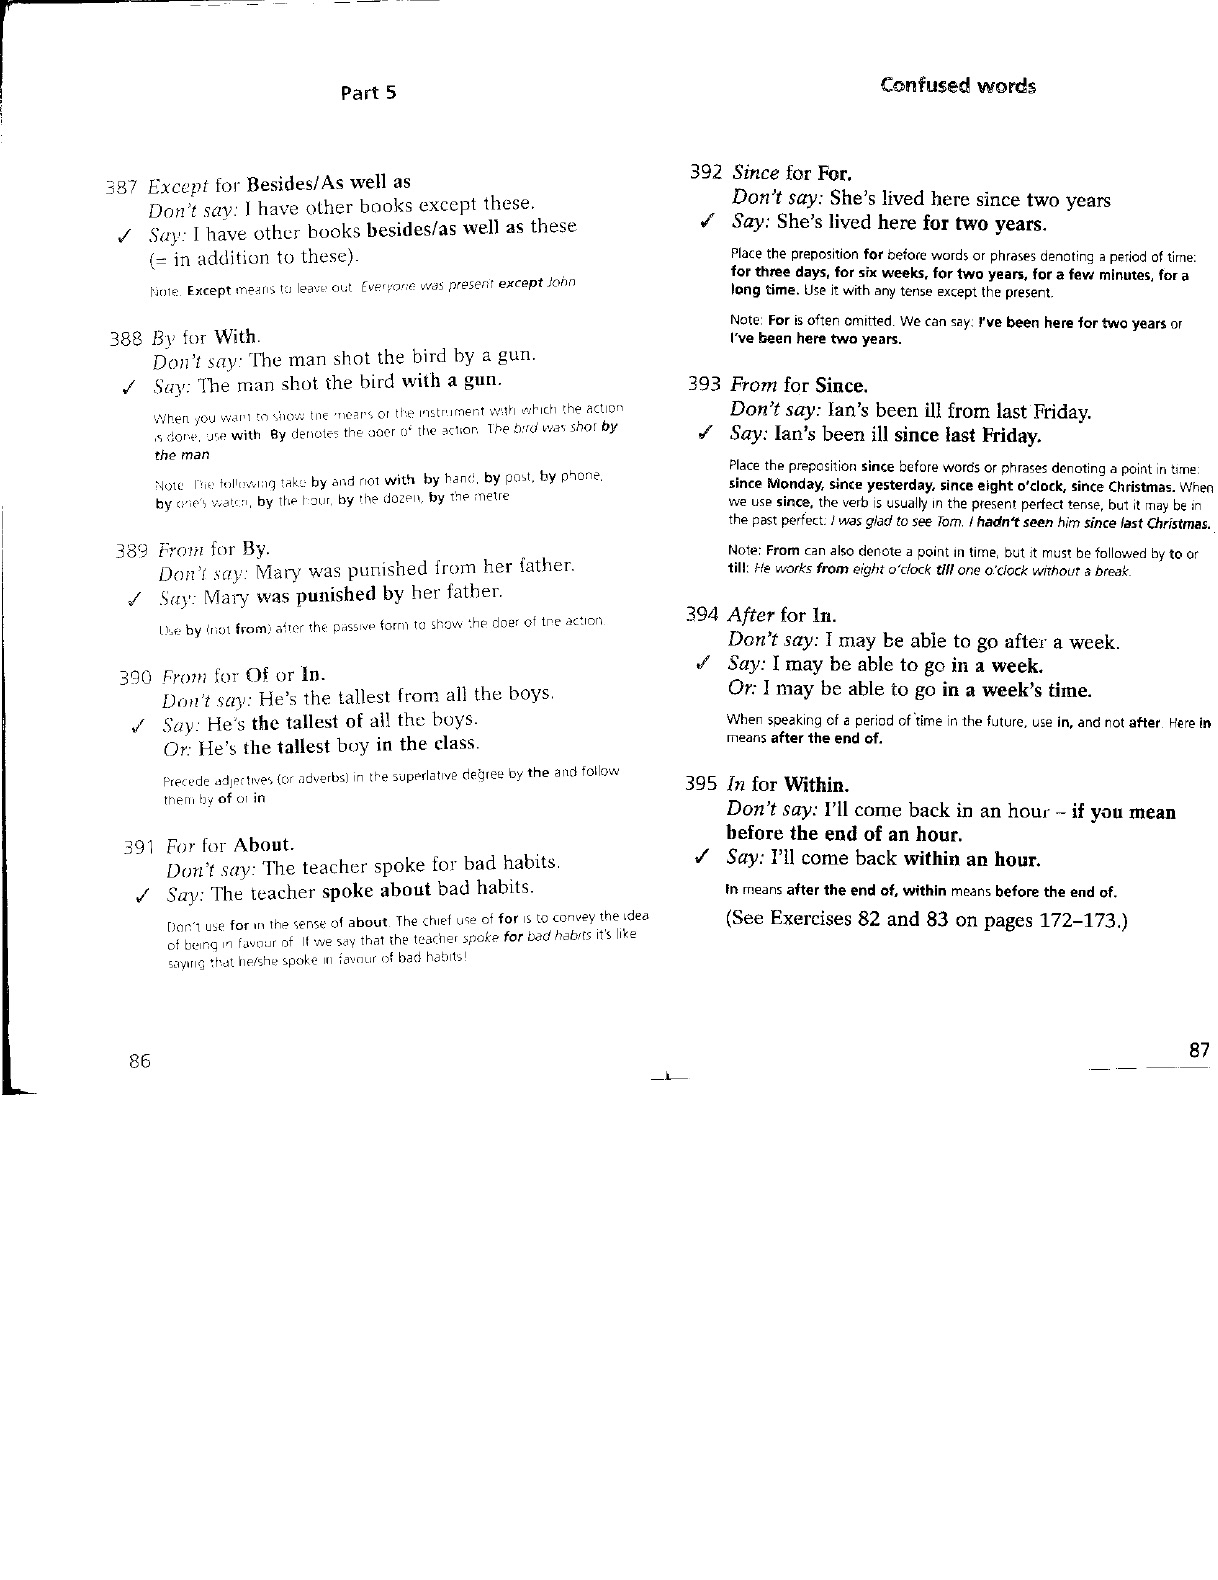 Part 5
387 Except for Besides/As well as
Don't say: I have other books except these.
✓ Say: I have other books besides/as well as these
(= in addition to these).
Note: Except means to leave out: Everyone was present except John
388 By for With.
Don't say: The man shot the bird by a gun.
✓ Say: The man shot the bird with a gun.
When you want to show the means or the instrument with which the action
is done, use with. By denotes the doer of the action: The bird was shot by
the man
Note: The following take by and not with: by hand, by post, by phone,
by one's watch, by the hour, by the dozen, by the metre
389 From for By.
Don't say: Mary was punished from her father.
✓ Say: Mary was punished by her father.
Use by (not from) after the passive form to show the doer of the action
390 From for Of or In.
Don't say: He's the tallest from all the boys.
✓ Say: He's the tallest of all the boys.
Or: He's the tallest boy in the class.
Precede adjectives (or adverbs) in the superlative degree by the and follow
them by of or in
391 For for About.
Don't say: The teacher spoke for bad habits.
✓ Say: The teacher spoke about bad habits.
Don't use for in the sense of about. The chief use of for is to convey the idea
of being in favour of. If we say that the teacher spoke for bad habits it's like
saying that he/she spoke in favour of bad habits!
86
Confused words
392 Since for For.
Don't say: She's lived here since two years
✓ Say: She's lived here for two years.
Place the preposition for before words or phrases denoting a period of time:
for three days, for six weeks, for two years, for a few minutes, for a
long time. Use it with any tense except the present.
Note: For is often omitted. We can say: I've been here for two years or
I've been here two years.
393 From for Since.
Don't say: Ian's been ill from last Friday.
✓ Say: Ian's been ill since last Friday.
Place the preposition since before words or phrases denoting a point in time:
since Monday, since yesterday, since eight o'clock, since Christmas. When
we use since, the verb is usually in the present perfect tense, but it may be in
the past perfect: I was glad to see Tom. I hadn't seen him since last Christmas.
Note: From can also denote a point in time, but it must be followed by to or
till: He works from eight o'clock till one o'clock without a break.
394 After for In.
Don't say: I may be able to go after a week.
✓ Say: I may be able to go in a week.
Or: I may be able to go in a week's time.
When speaking of a period of time in the future, use in, and not after. Here in
means after the end of.
395 In for Within.
Don't say: I'll come back in an hour – if you mean
before the end of an hour.
✓ Say: I'll come back within an hour.
In means after the end of, within means before the end of.
(See Exercises 82 and 83 on pages 172–173.)
87